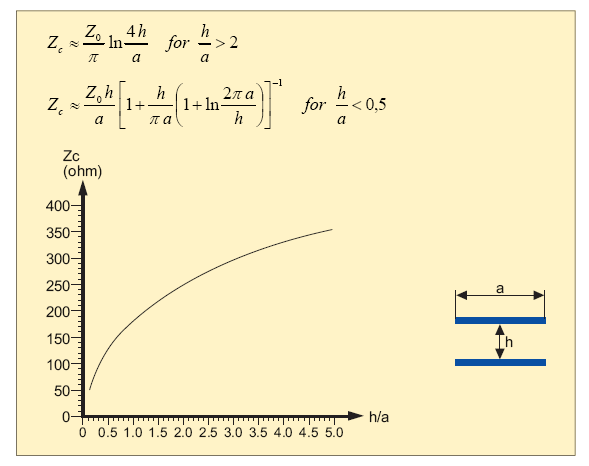 Z_c ≈ Z_0/π ln 4h/a for h/a > 2
Z_c ≈ Z_0 h/a [1 + h/πa (1 + ln 2πa/h)]^−1 for h/a < 0,5
Zc
(ohm)
400
350
300
250
200
150
100
50
0
0 0.5 1.0 1.5 2.0 2.5 3.0 3.5 4.0 4.5 5.0
h/a
a
h